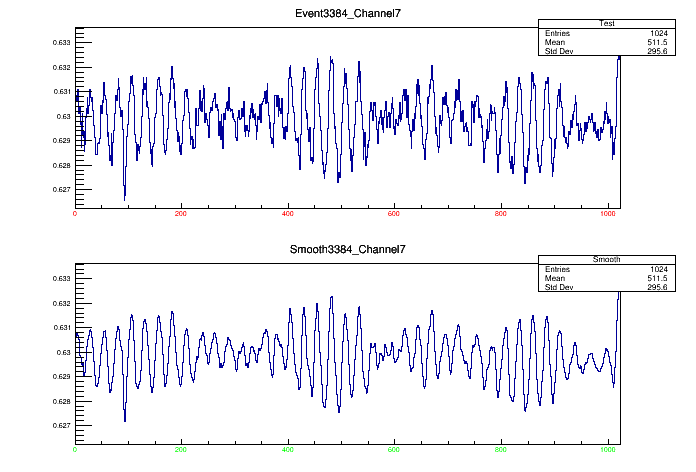 Event3384_Channel7
Test
Entries 1024
Mean 511.5
Std Dev 295.6
0.633
0.632
0.631
0.63
0.629
0.628
0.627
0 200 400 600 800 1000
Smooth3384_Channel7
Smooth
Entries 1024
Mean 511.5
Std Dev 295.6
0.633
0.632
0.631
0.63
0.629
0.628
0.627
0 200 400 600 800 1000